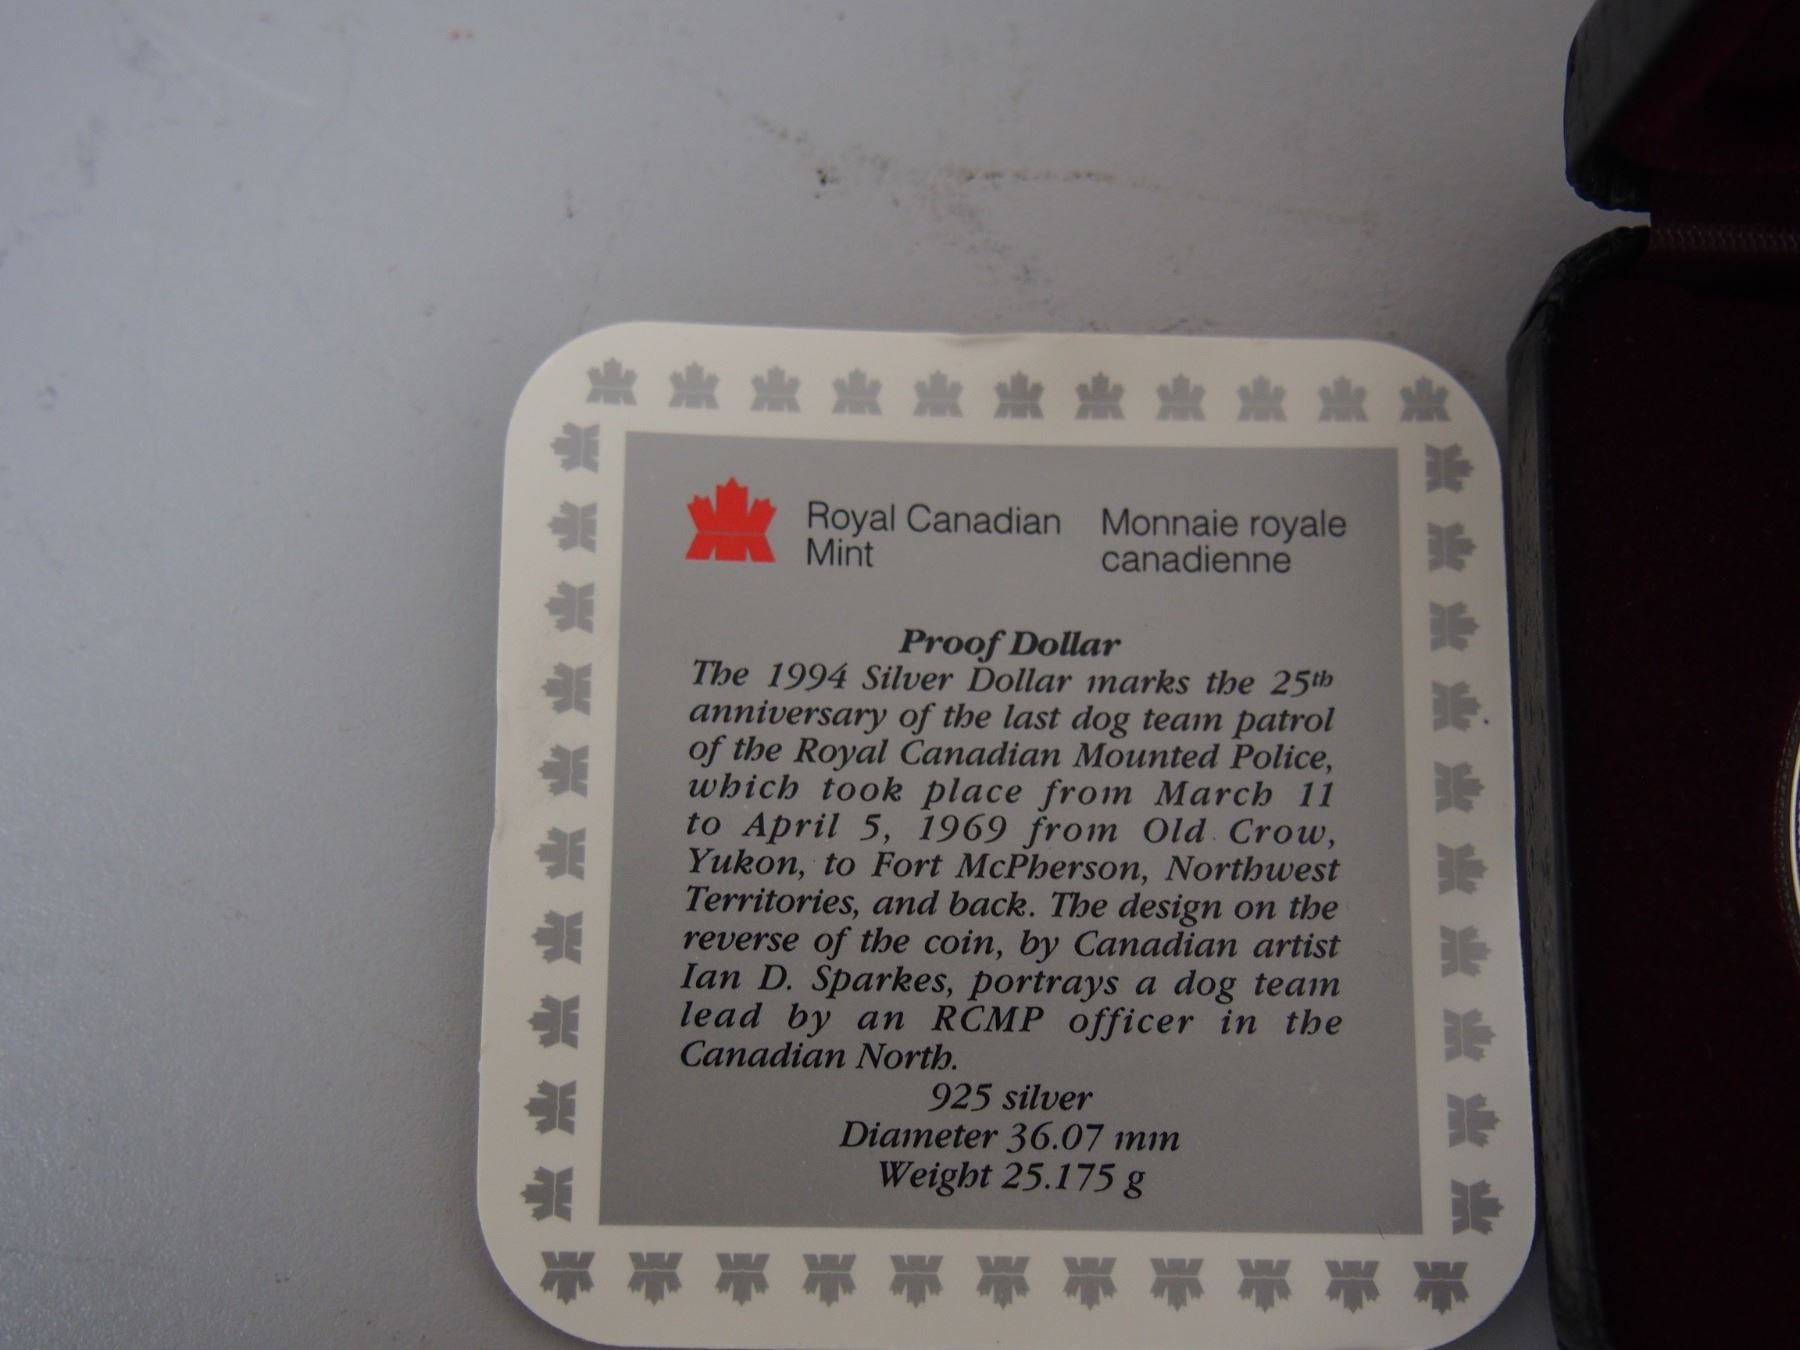 Royal Canadian Mint
Monnaie royale canadienne
Proof Dollar
The 1994 Silver Dollar marks the 25th
anniversary of the last dog team patrol
of the Royal Canadian Mounted Police,
which took place from March 11
to April 5, 1969 from Old Crow,
Yukon, to Fort McPherson, Northwest
Territories, and back. The design on the
reverse of the coin, by Canadian artist
Ian D. Sparkes, portrays a dog team
lead by an RCMP officer in the
Canadian North.
925 silver
Diameter 36.07 mm
Weight 25.175 g